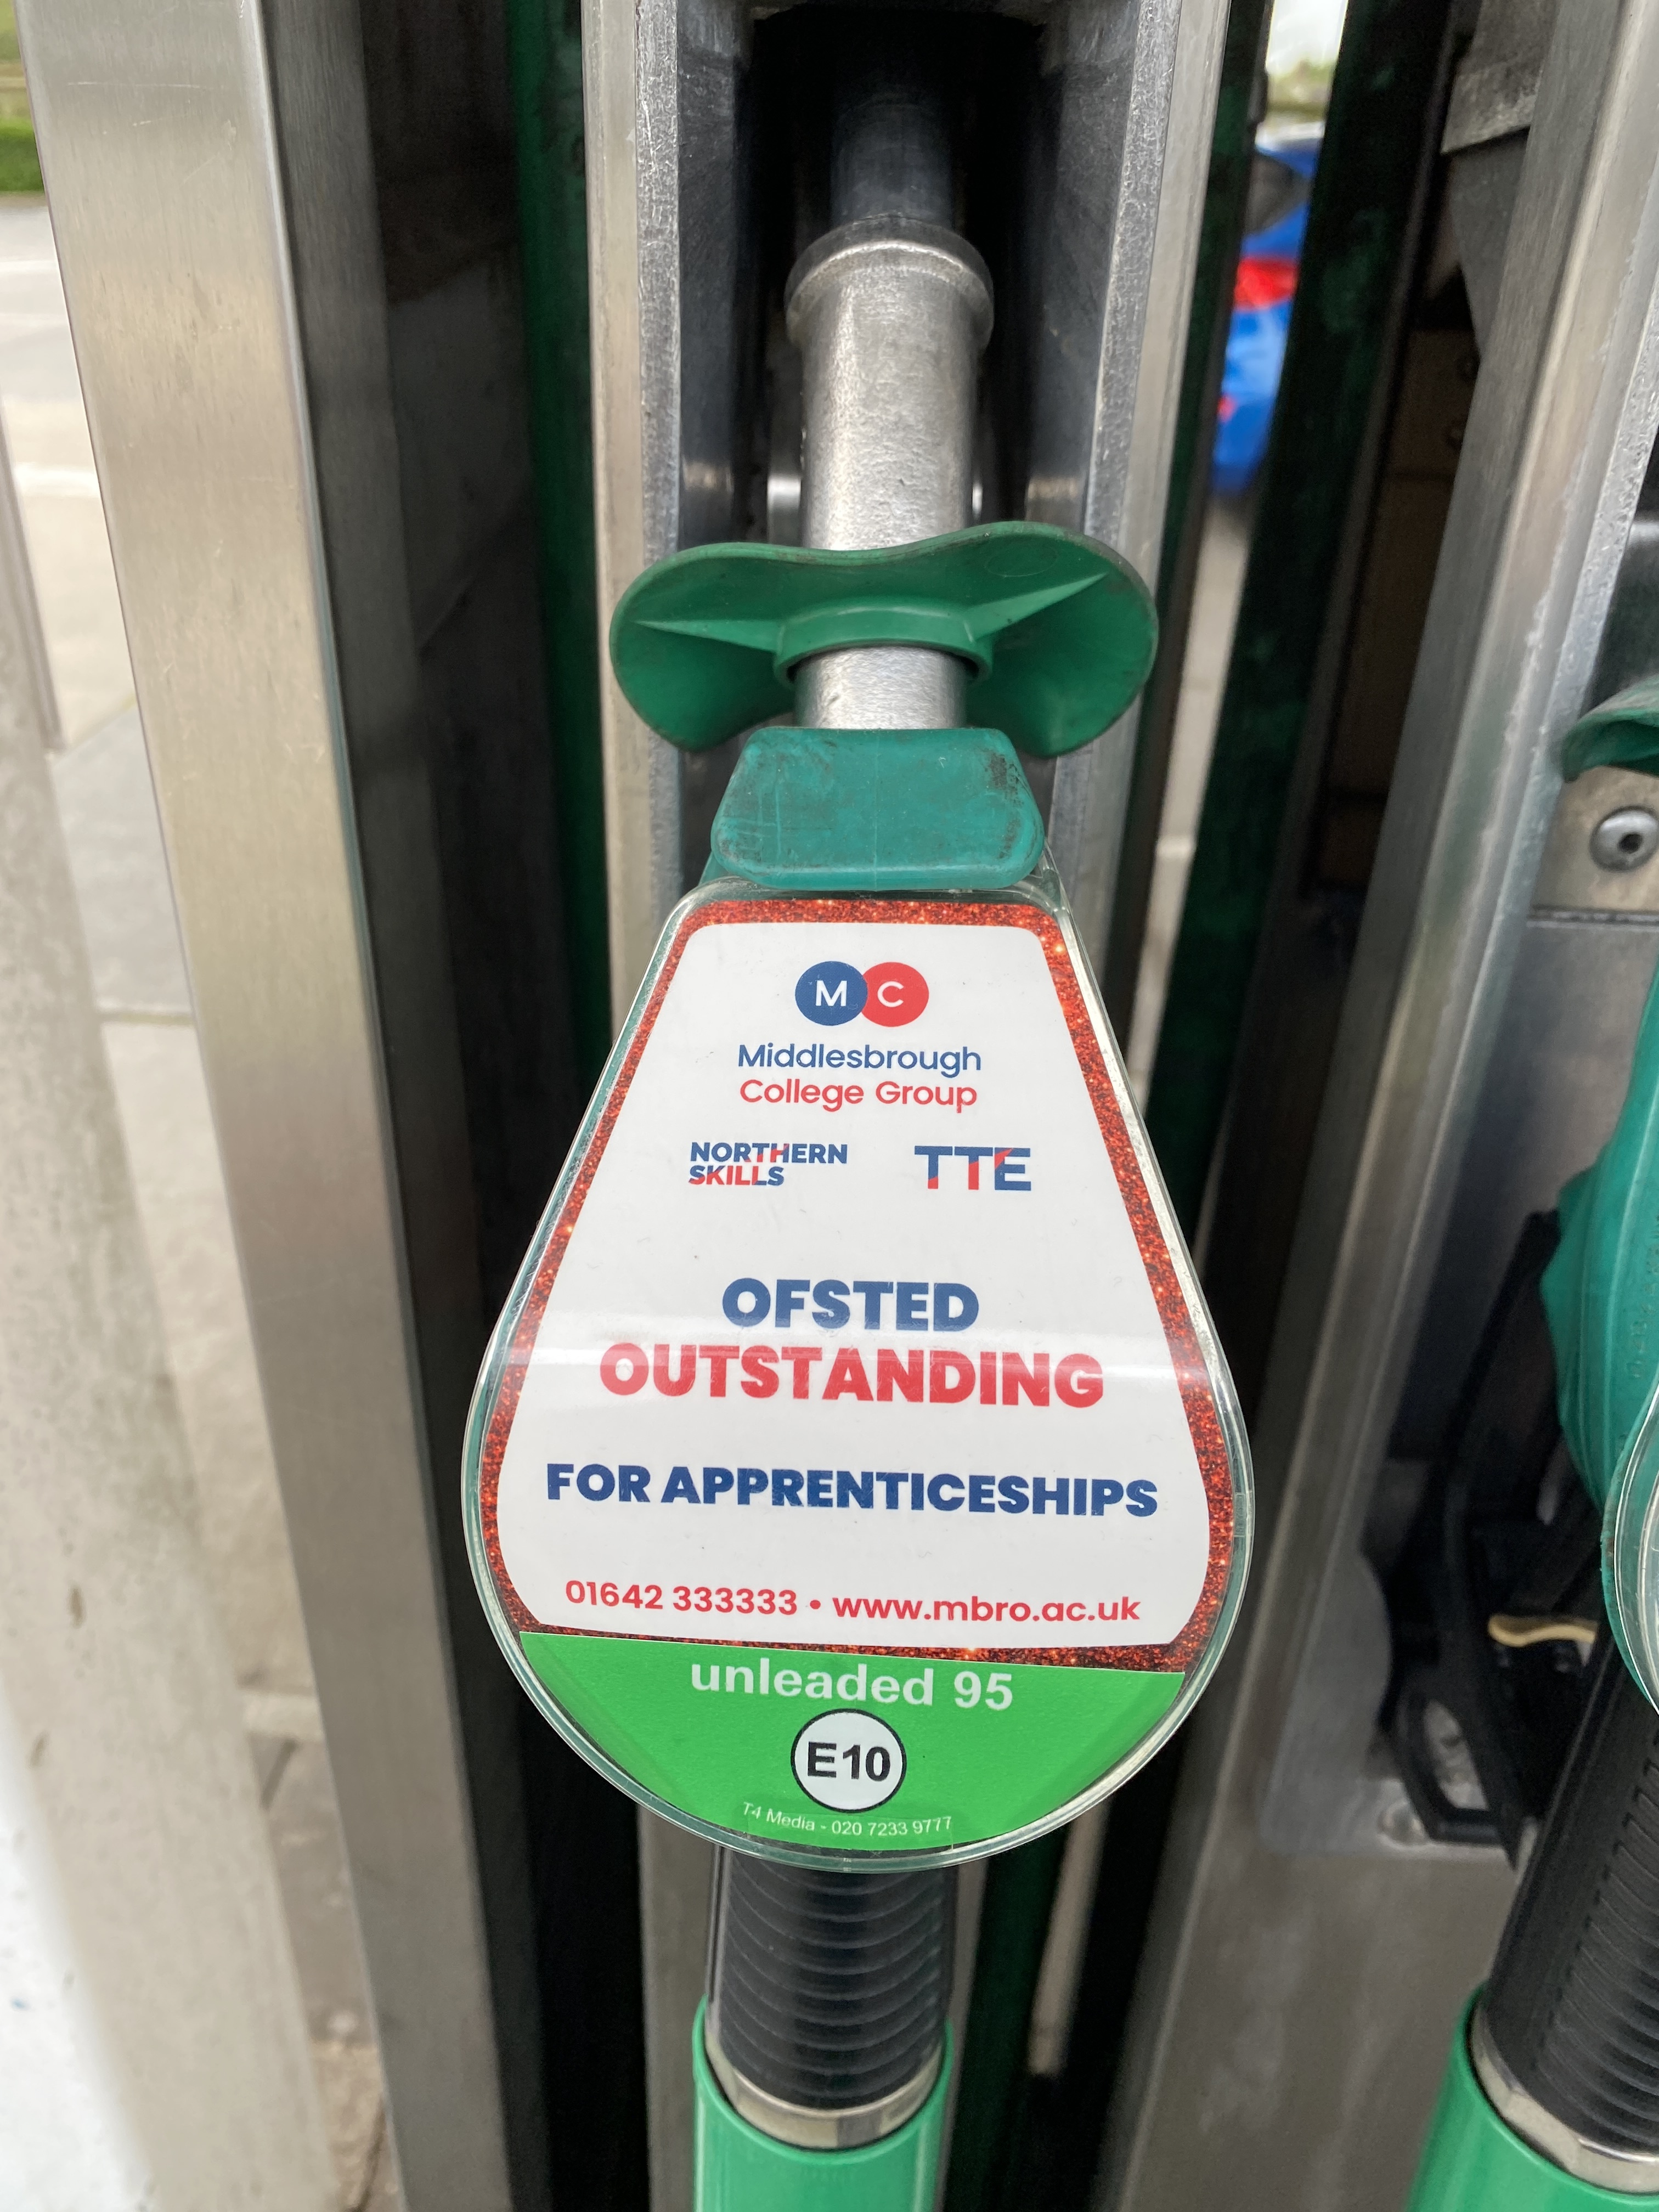 M C
Middlesbrough
College Group
NORTHERN
SKILLS
TTE
OFSTED
OUTSTANDING
FOR APPRENTICESHIPS
01642 333333 • www.mbro.ac.uk
unleaded 95
E10
T4 Media - 020 7233 9777